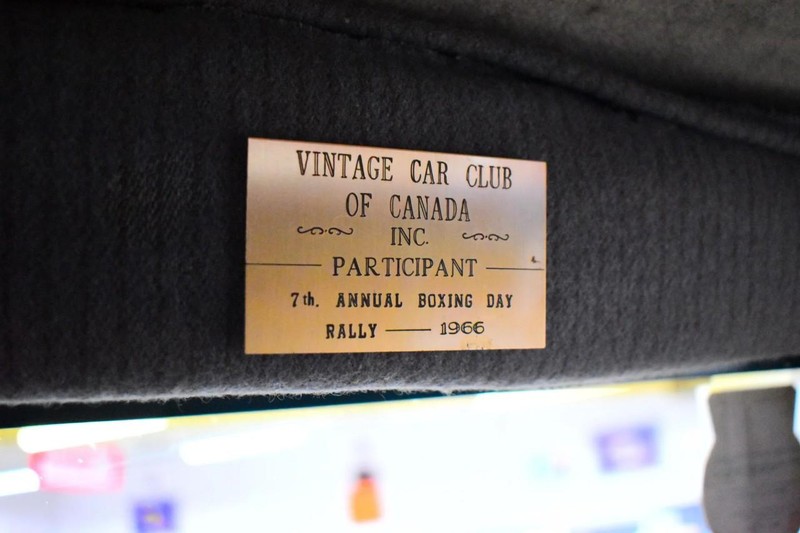 VINTAGE CAR CLUB
OF CANADA
INC.
PARTICIPANT
7th. ANNUAL BOXING DAY
RALLY — 1966